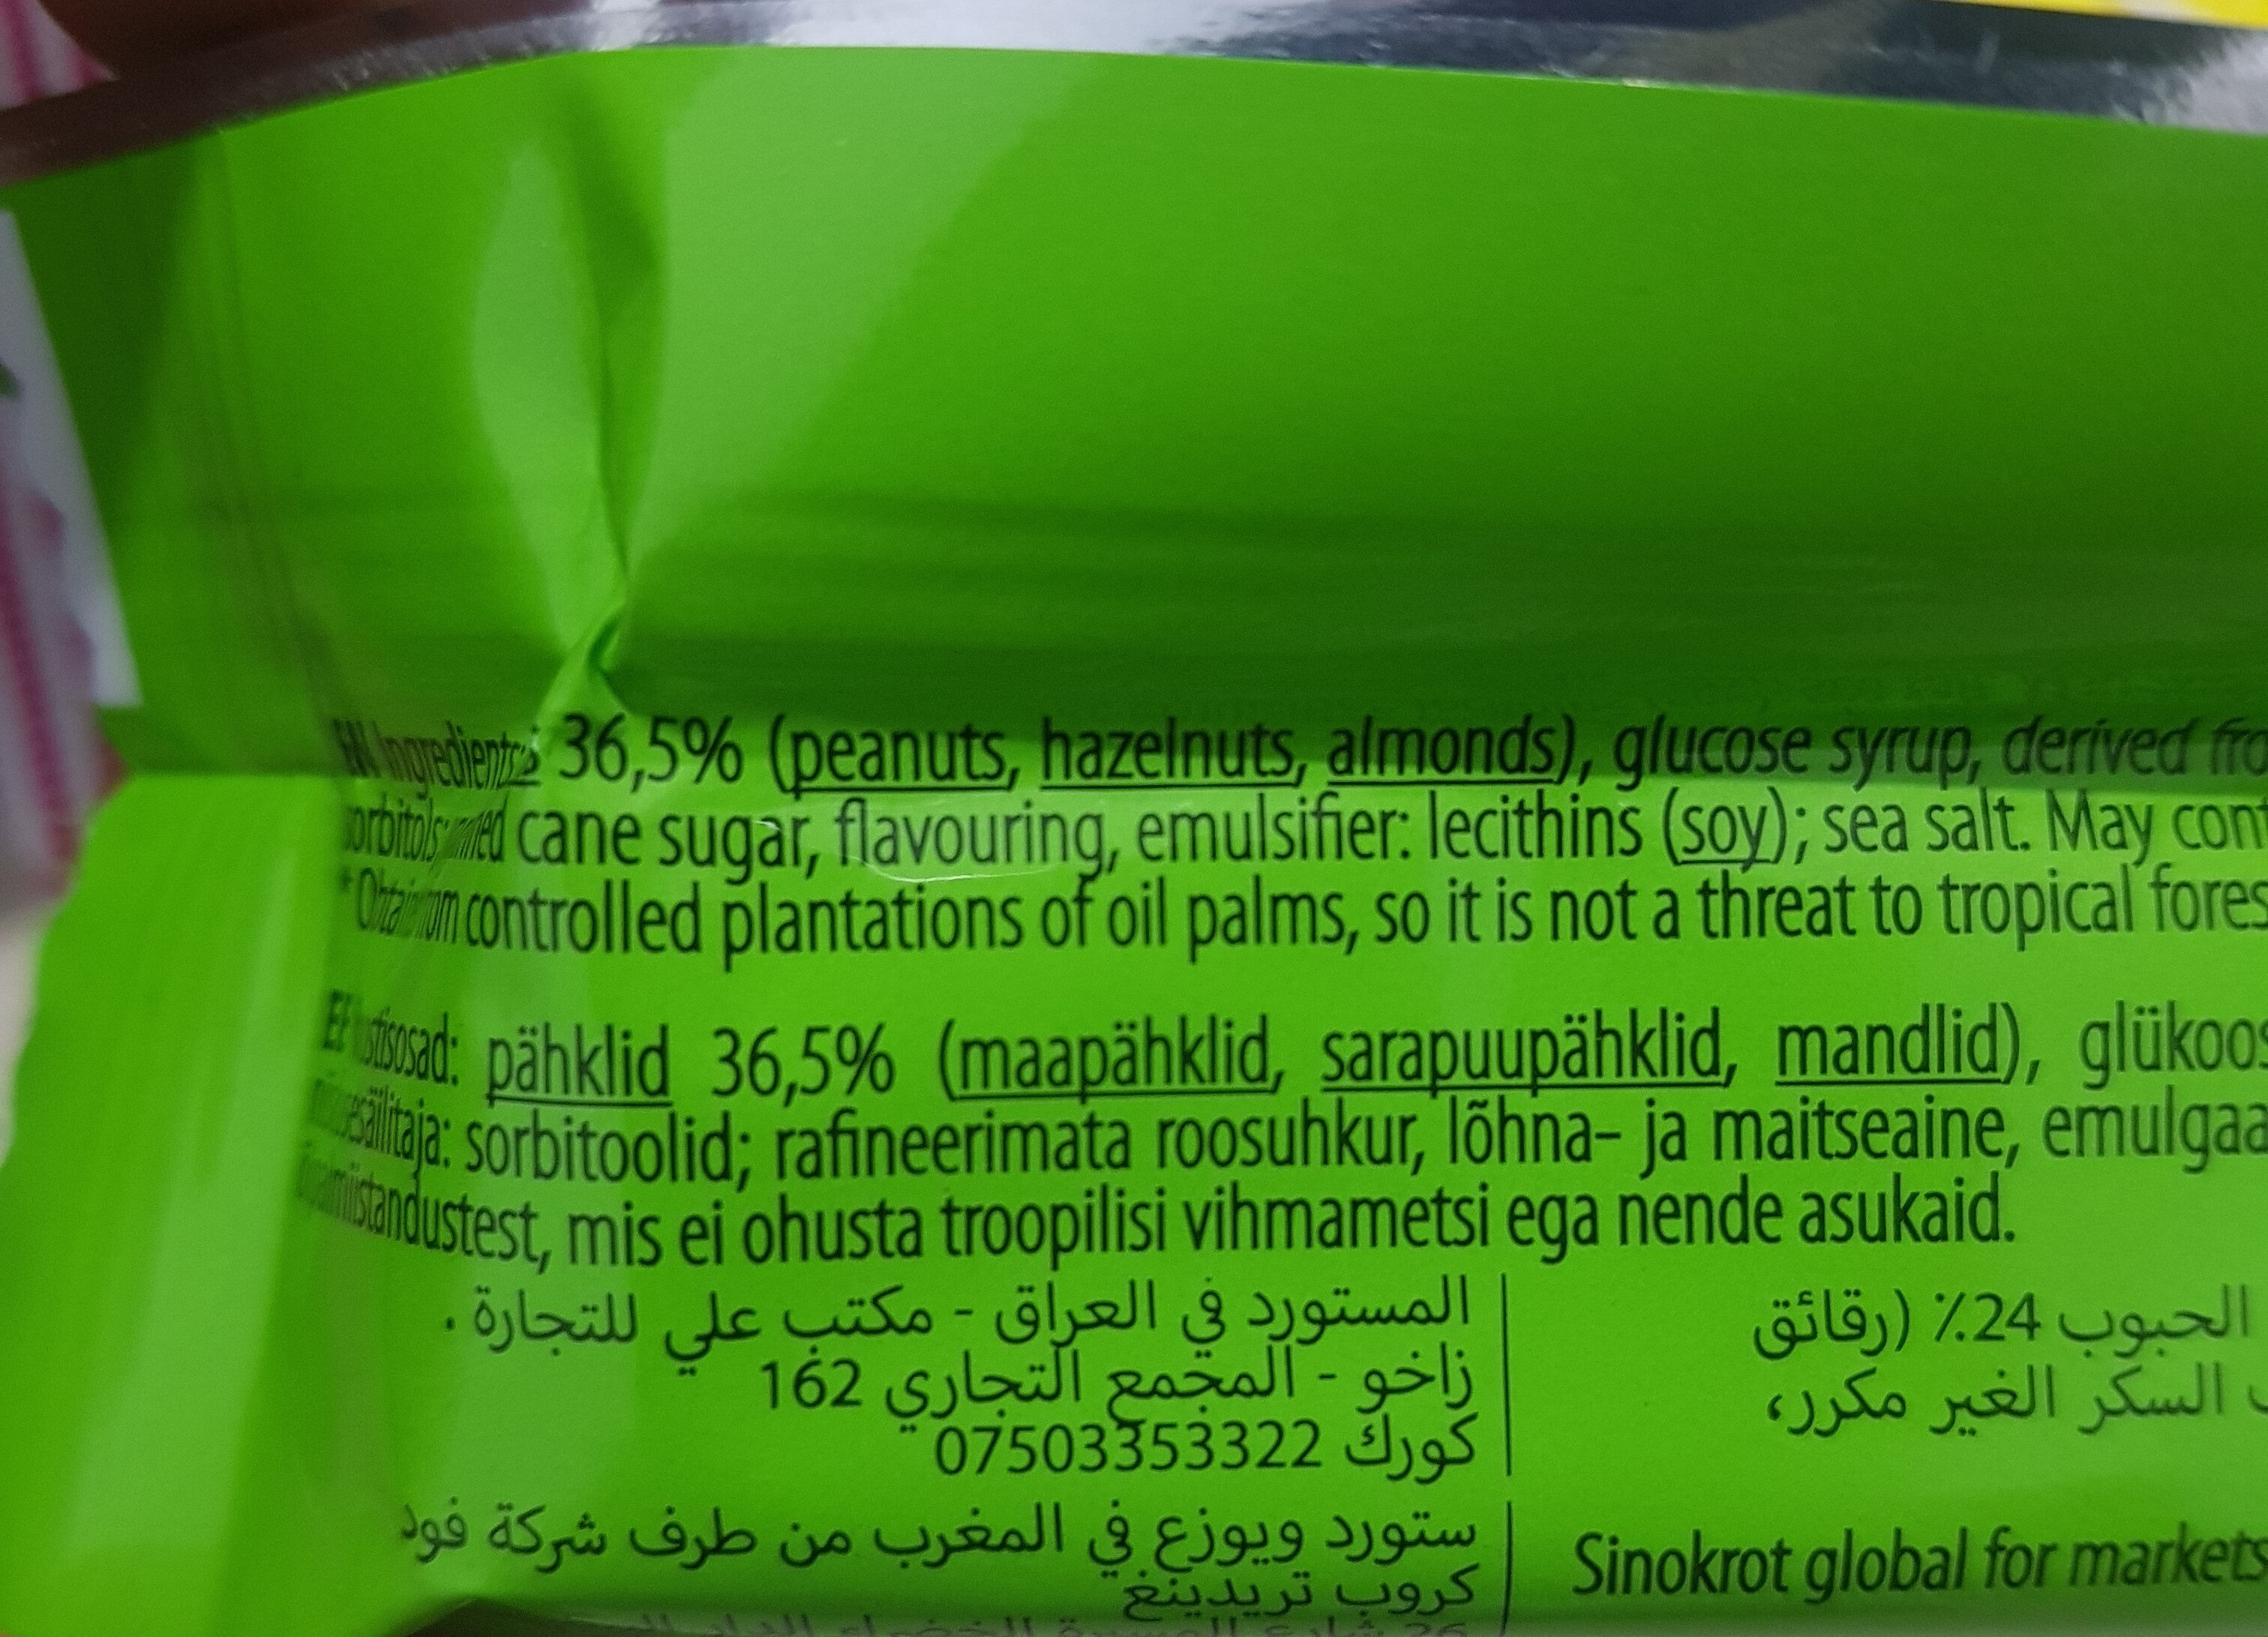 EN Ingredients: 36,5% (peanuts, hazelnuts, almonds), glucose syrup, derived
cane sugar, flavouring, emulsifier: lecithins (soy); sea salt. May
controlled plantations of oil palms, so it is not a threat to tropical
pähklid 36,5% (maapähklid, sarapuupähklid, mandlid),
sorbitoolid; rafineerimata roosuhkur, lõhna- ja maitseaine,
mis ei ohusta troopilisi vihmametsi ega nende asukaid.
المستورد في العراق - مكتب علي للتجارة .
زاخو - المجمع التجاري 162
كورك 07503353322
الحبوب 24٪ (رقائق
السكر الغير مكرر،
ستورد ويوزع في المغرب من طرف شركة فود
كروب تريدينغ
Sinokrot global for markets